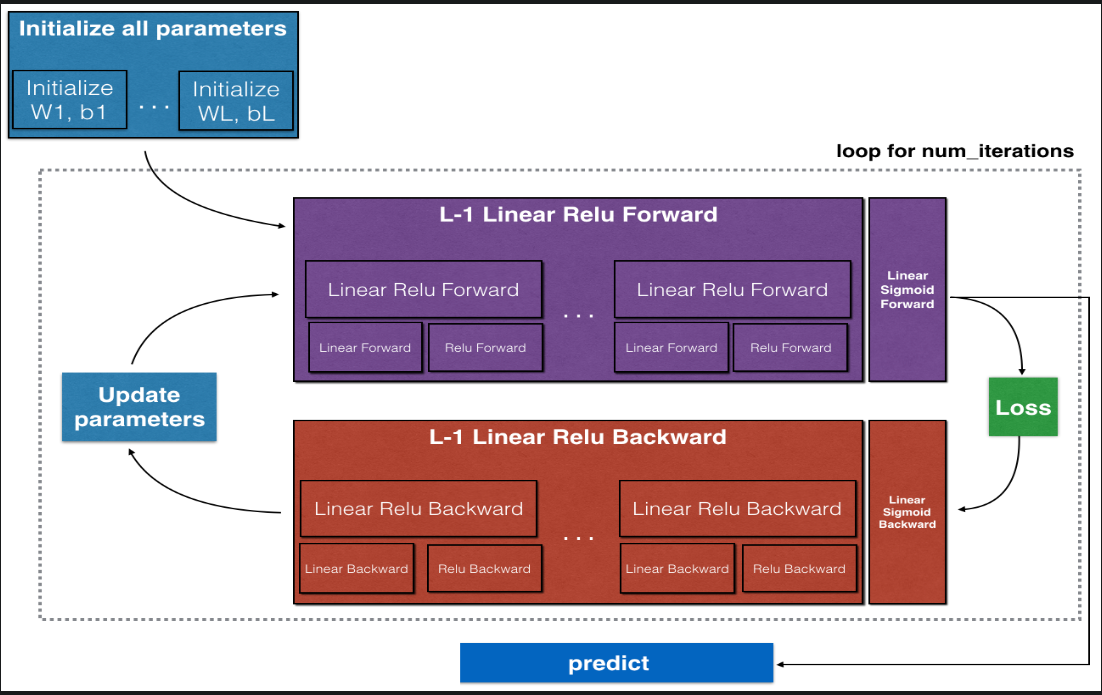 Initialize all parameters
Initialize
W1, b1
. . .
Initialize
WL, bL
loop for num_iterations
L-1 Linear Relu Forward
Linear Relu Forward
. . .
Linear Relu Forward
Linear Forward
Relu Forward
Linear Forward
Relu Forward
Linear
Sigmoid
Forward
Update
parameters
Loss
L-1 Linear Relu Backward
Linear Relu Backward
. . .
Linear Relu Backward
Linear Backward
Relu Backward
Linear Backward
Relu Backward
Linear
Sigmoid
Backward
predict